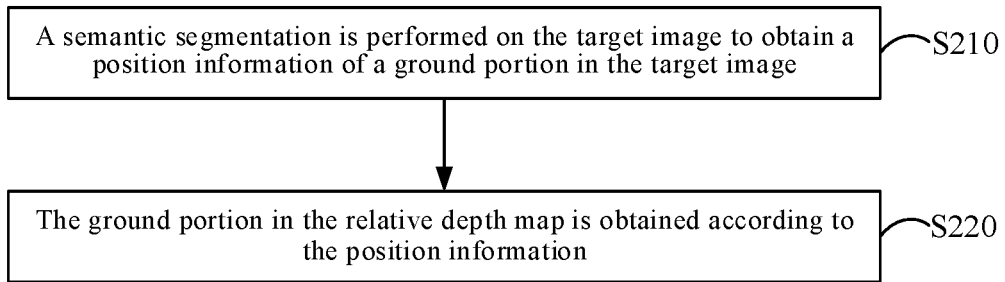 A semantic segmentation is performed on the target image to obtain a
position information of a ground portion in the target image
S210
The ground portion in the relative depth map is obtained according to
the position information
S220